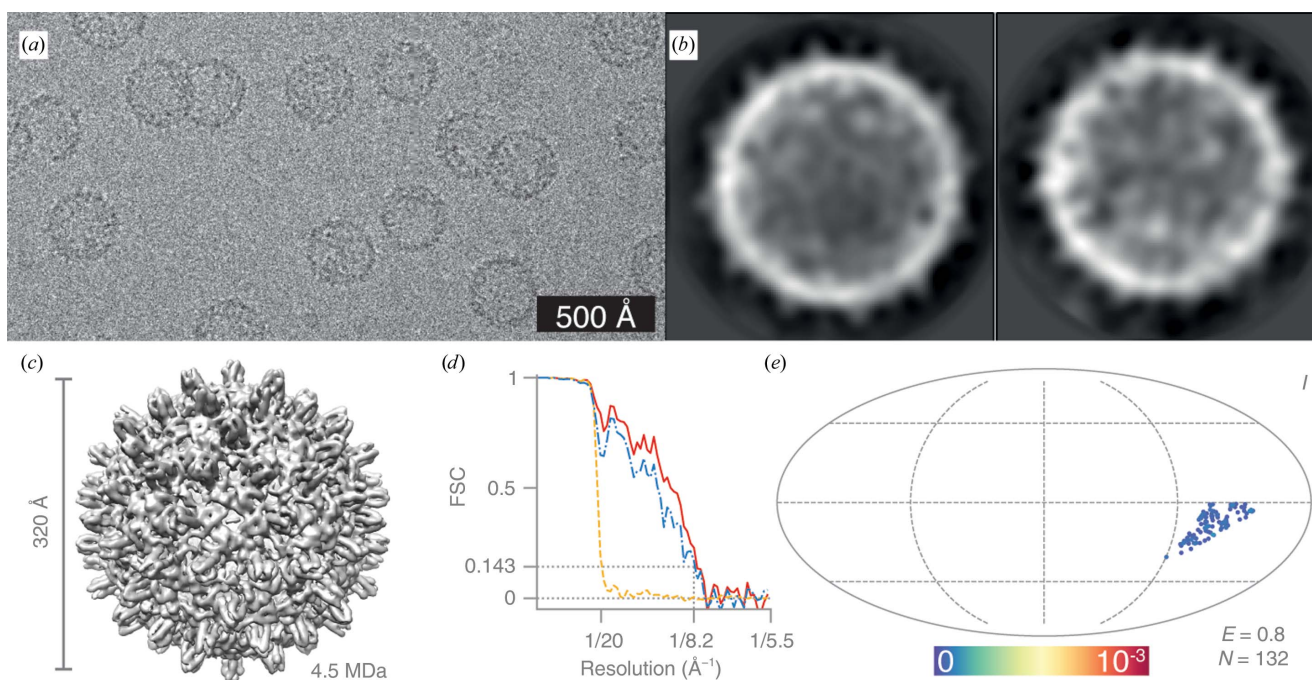 (a)
500 Å
(b)
(c)
320 Å
4.5 MDa
(d)
1
0.5
0.143
0
FSC
1/20
1/8.2
1/5.5
Resolution (Å⁻¹)
(e)
I
0
10⁻³
E = 0.8
N = 132